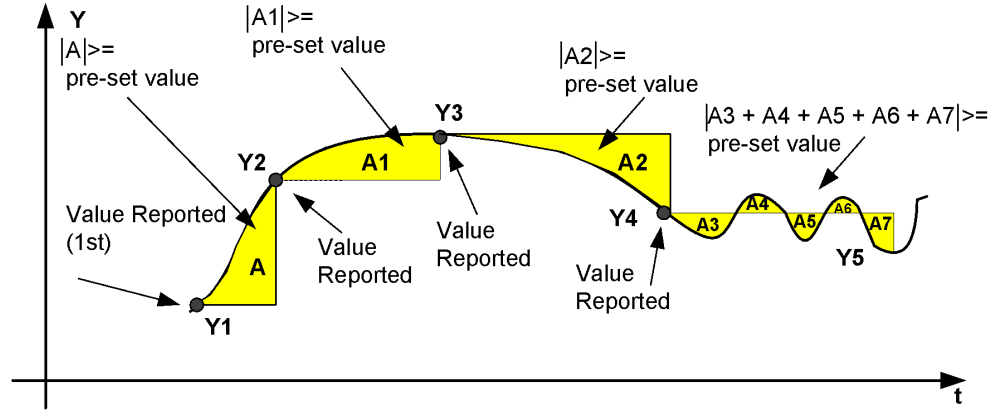 Y
|A|>=
pre-set value
|A1|>=
pre-set value
|A2|>=
pre-set value
|A3 + A4 + A5 + A6 + A7|>=
pre-set value
Y3
Y2
A1
A2
Value Reported
(1st)
Value
Reported
Value
Reported
Y4
A3
A4
A5
A6
A7
Y5
A
Value
Reported
Y1
t